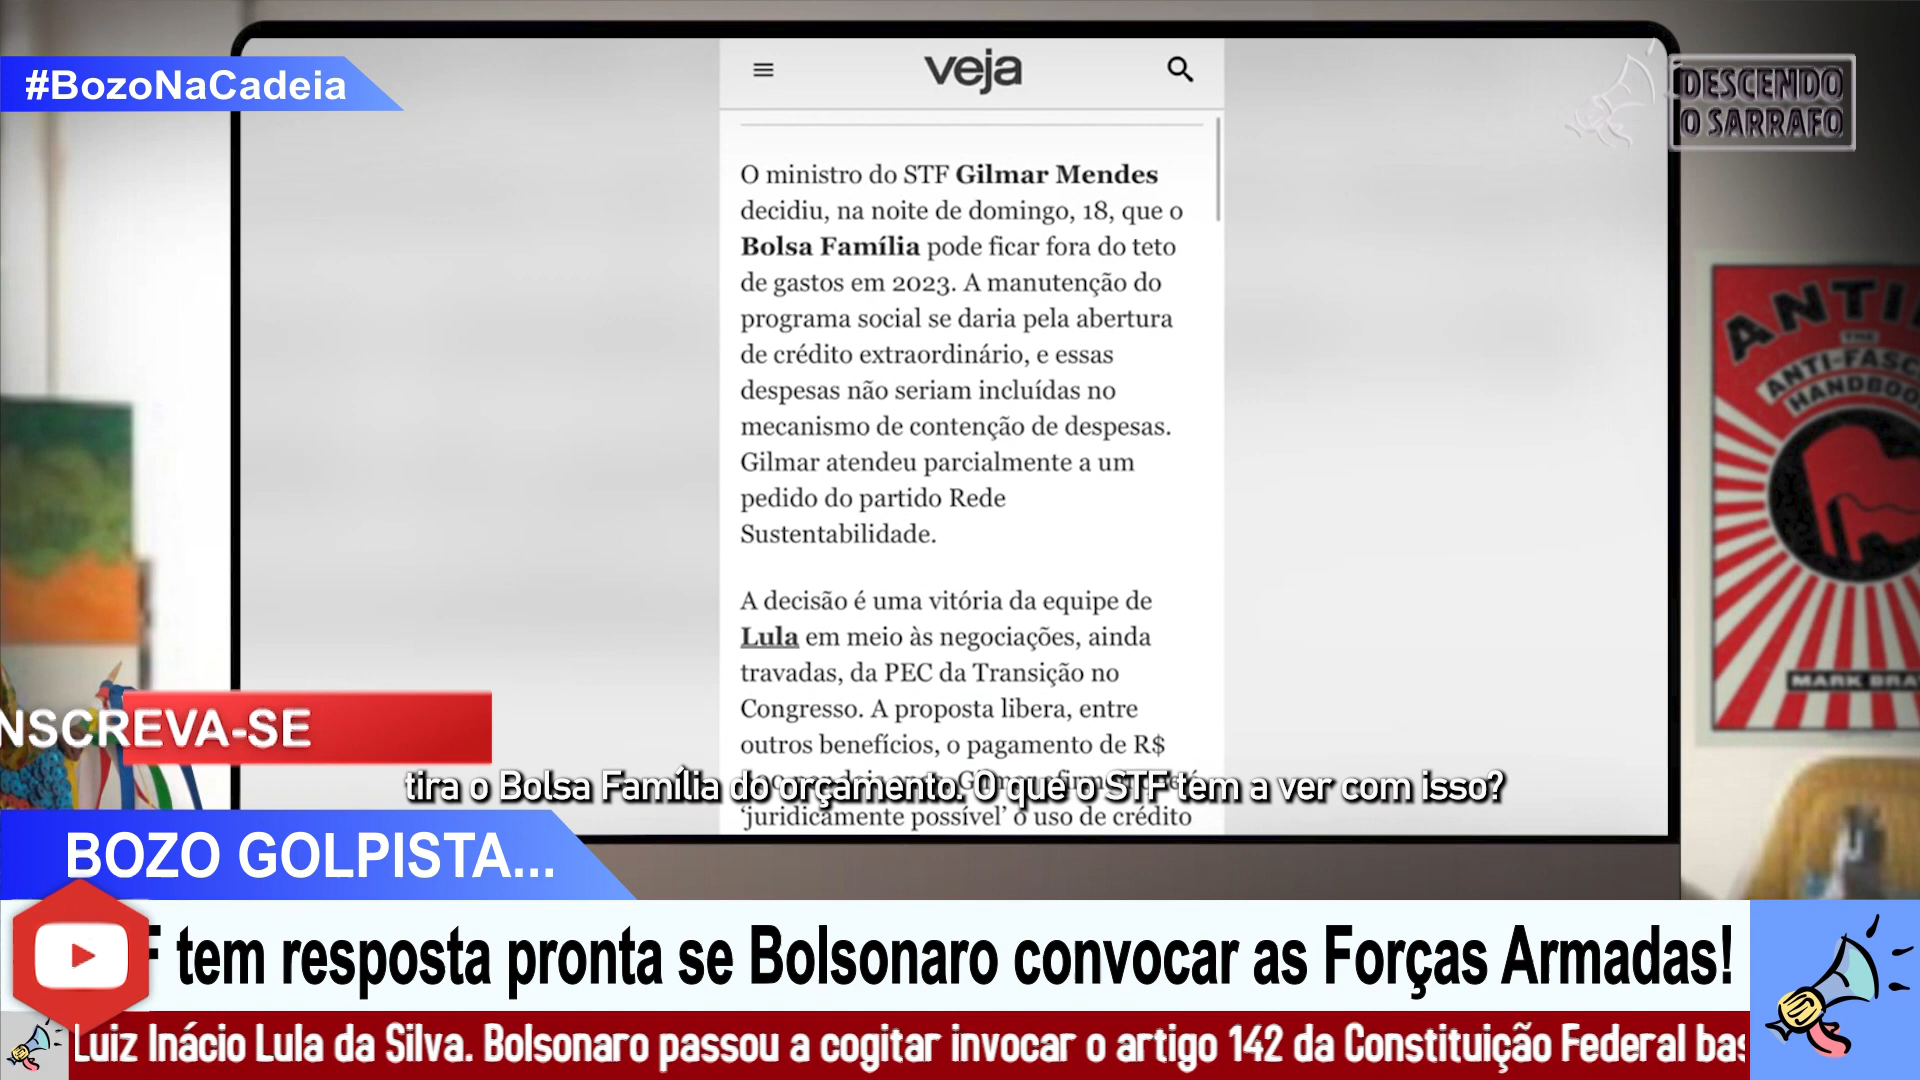 #BozoNaCadeia
veja
DESCENDO
O SARRAFO
O ministro do STF Gilmar Mendes
decidiu, na noite de domingo, 18, que o
Bolsa Família pode ficar fora do teto
de gastos em 2023. A manutenção do
programa social se daria pela abertura
de crédito extraordinário, e essas
despesas não seriam incluídas no
mecanismo de contenção de despesas.
Gilmar atendeu parcialmente a um
pedido do partido Rede
Sustentabilidade.
A decisão é uma vitória da equipe de
Lula em meio às negociações, ainda
travadas, da PEC da Transição no
Congresso. A proposta libera, entre
outros benefícios, o pagamento de R$
‘juridicamente possível’ o uso de crédito
ANTI
THE
ANTI-FASC
HANDBOO
MARK BRA
NSCREVA-SE
tira o Bolsa Família do orçamento. O que o STF tem a ver com isso?
BOZO GOLPISTA...
F tem resposta pronta se Bolsonaro convocar as Forças Armadas!
Luiz Inácio Lula da Silva. Bolsonaro passou a cogitar invocar o artigo 142 da Constituição Federal bas